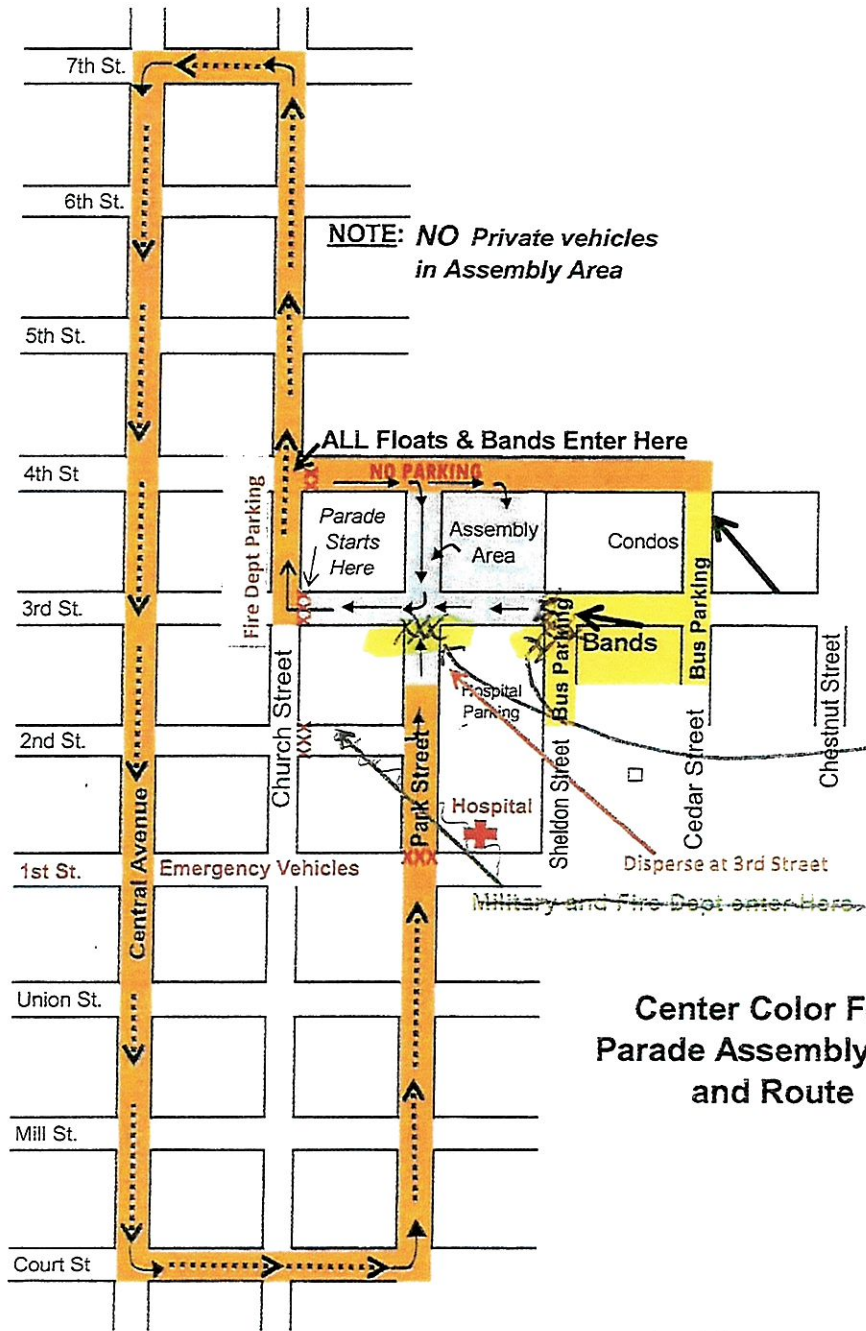 7th St.
6th St.
NOTE: NO Private vehicles
in Assembly Area
5th St.
ALL Floats & Bands Enter Here
4th St
XX
NO PARKING
Fire Dept Parking
Parade
Starts
Here
Assembly
Area
Condos
3rd St.
XXX
Bus Parking
Bands
Bus Parking
Church Street
Hospital
Parking
2nd St.
XXX
Central Avenue
Park Street
Sheldon Street
Cedar Street
Chestnut Street
Hospital
1st St.
Emergency Vehicles
XXX
Disperse at 3rd Street
Military and Fire Dept enter Here
Union St.
Center Color F
Parade Assembly
and Route
Mill St.
Court St